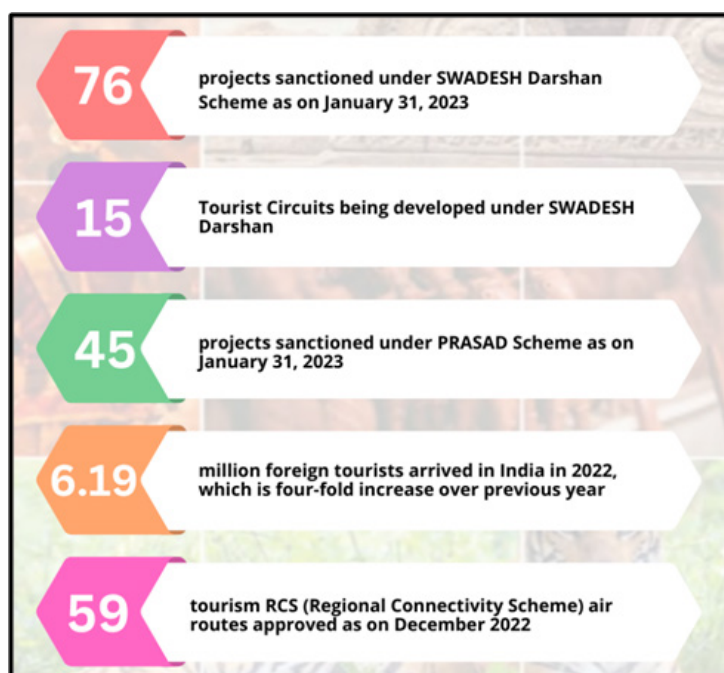 76
projects sanctioned under SWADESH Darshan
Scheme as on January 31, 2023
15
Tourist Circuits being developed under SWADESH
Darshan
45
projects sanctioned under PRASAD Scheme as on
January 31, 2023
6.19
million foreign tourists arrived in India in 2022,
which is four-fold increase over previous year
59
tourism RCS (Regional Connectivity Scheme) air
routes approved as on December 2022